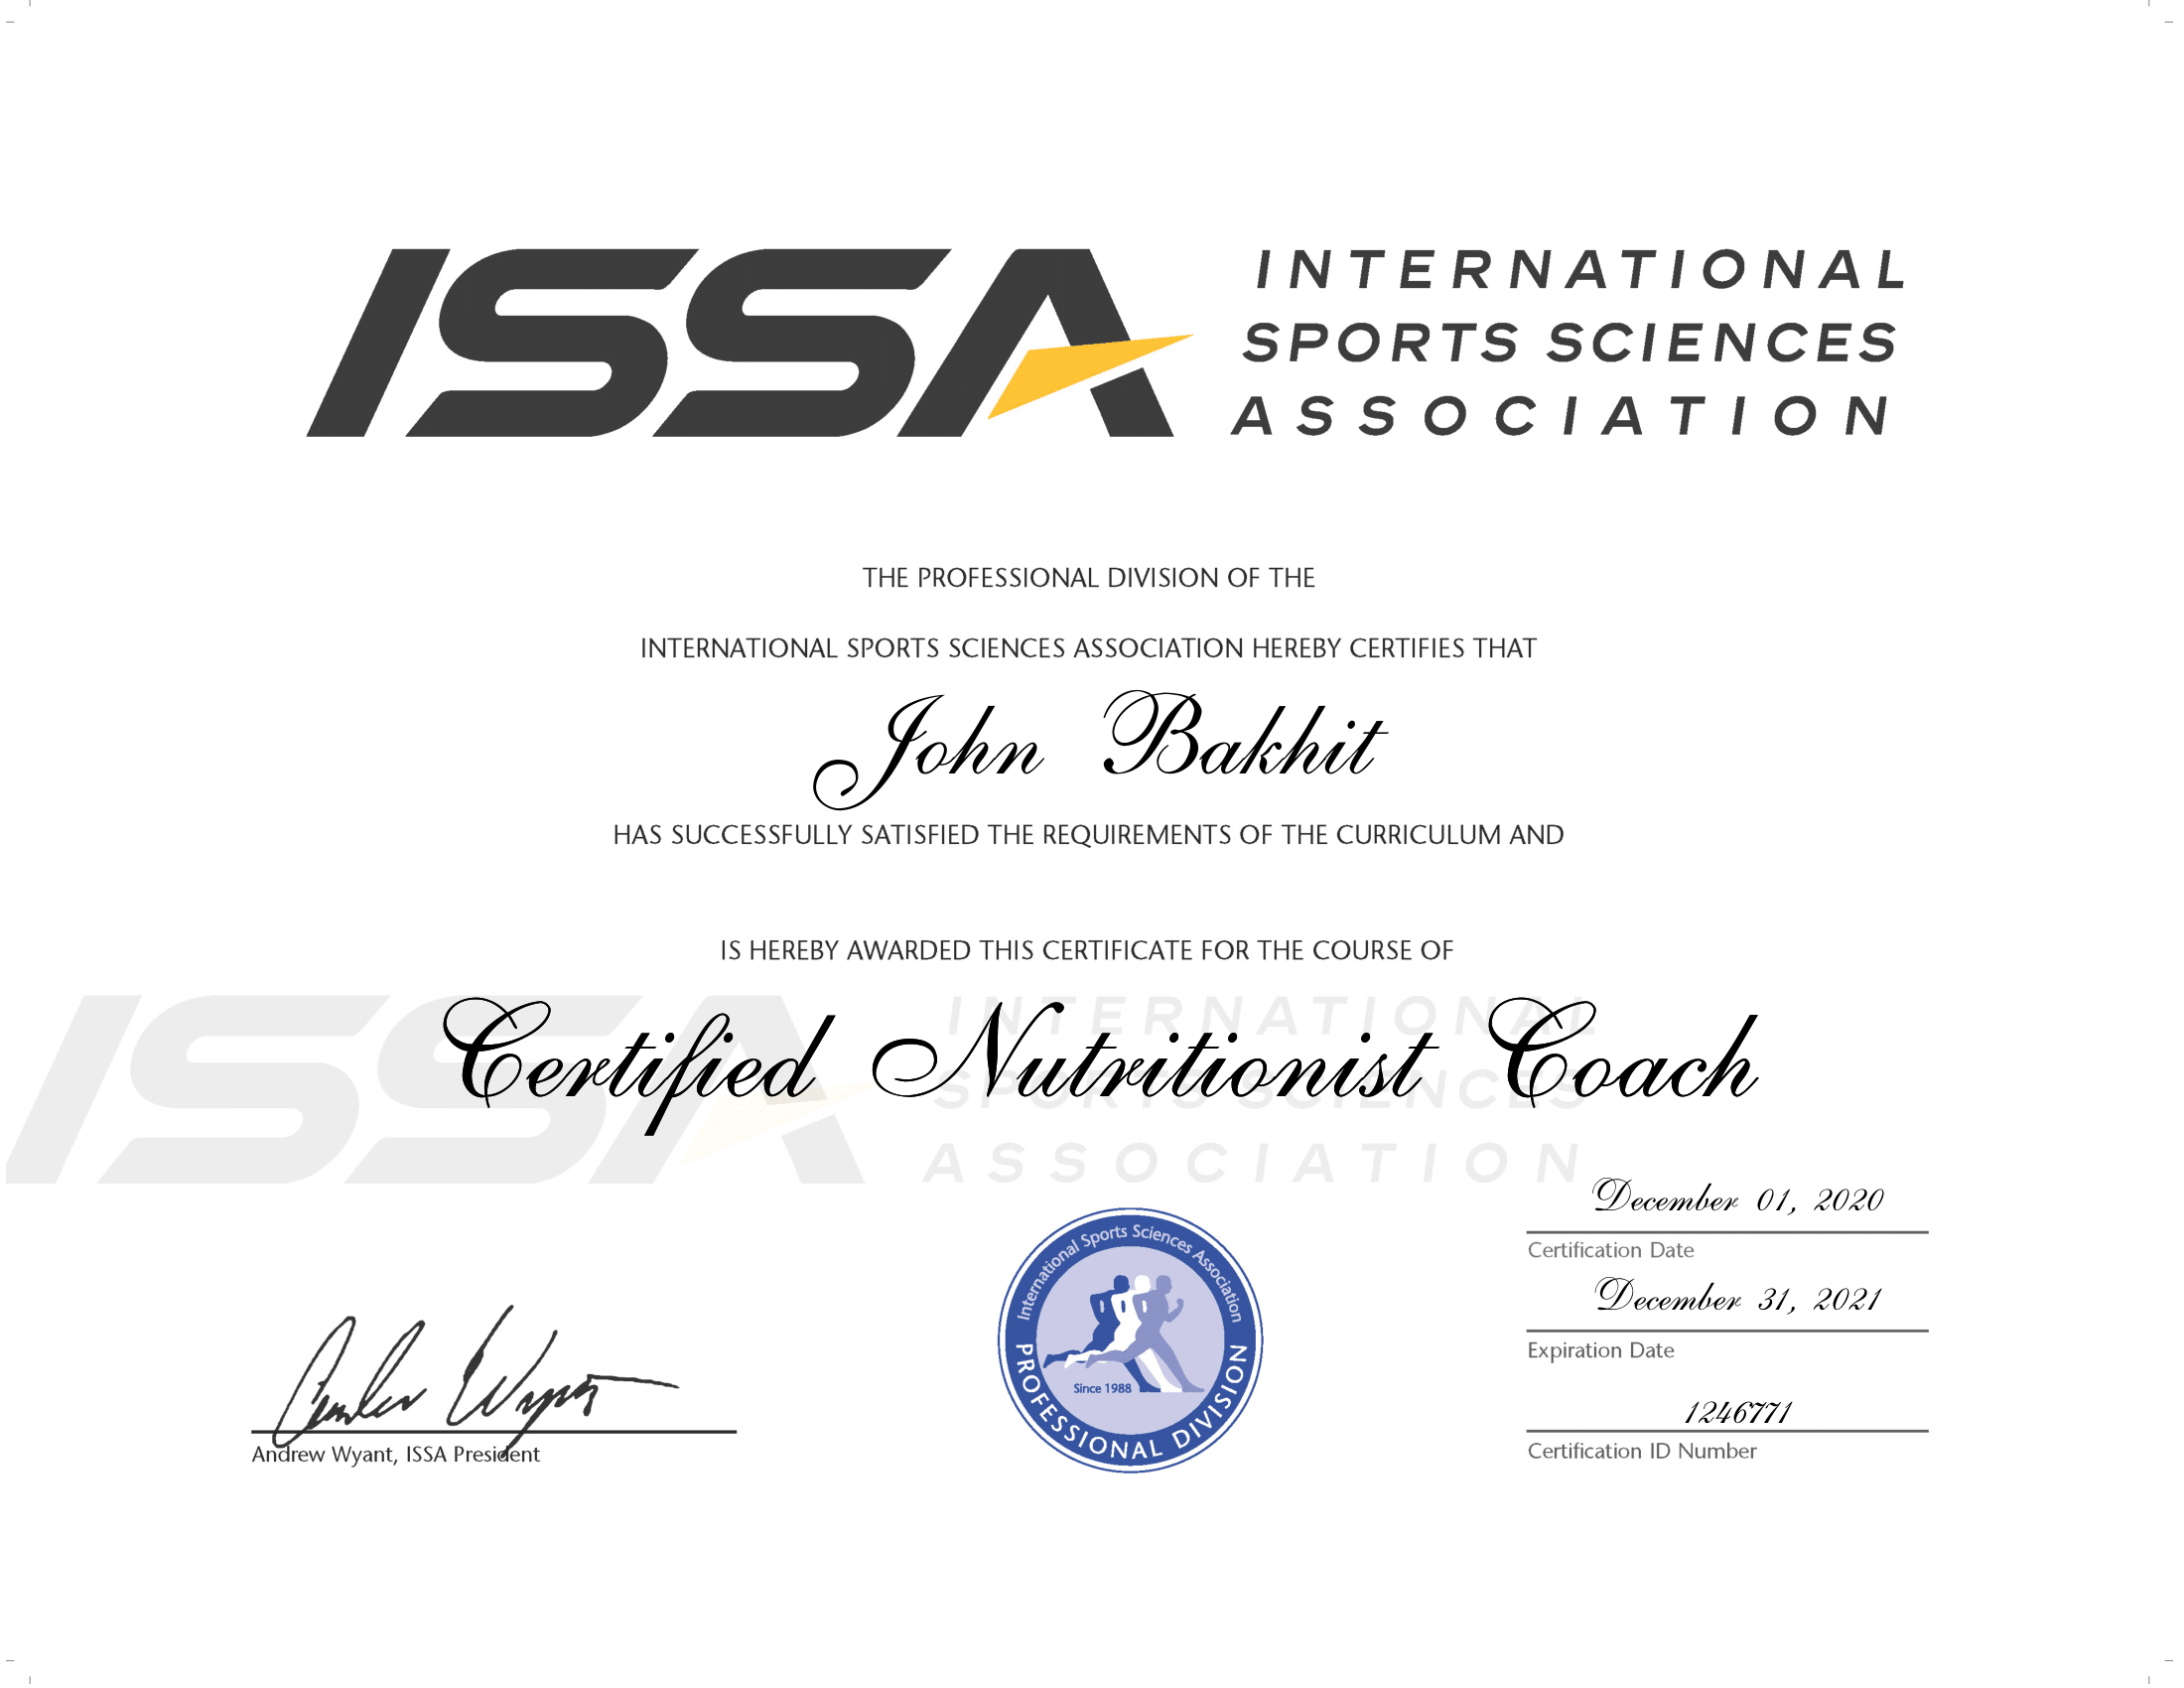 ISSA
INTERNATIONAL
SPORTS SCIENCES
ASSOCIATION
THE PROFESSIONAL DIVISION OF THE
INTERNATIONAL SPORTS SCIENCES ASSOCIATION HEREBY CERTIFIES THAT
John Bakhit
HAS SUCCESSFULLY SATISFIED THE REQUIREMENTS OF THE CURRICULUM AND
IS HEREBY AWARDED THIS CERTIFICATE FOR THE COURSE OF
ISSA
INTERNATIONAL
SPORTS SCIENCES
ASSOCIATION
Certified Nutritionist Coach
December 01, 2020
Certification Date
December 31, 2021
Expiration Date
1246771
Certification ID Number
International Sports Sciences Association
Since 1988
PROFESSIONAL DIVISION
Andrew Wyant
Andrew Wyant, ISSA President